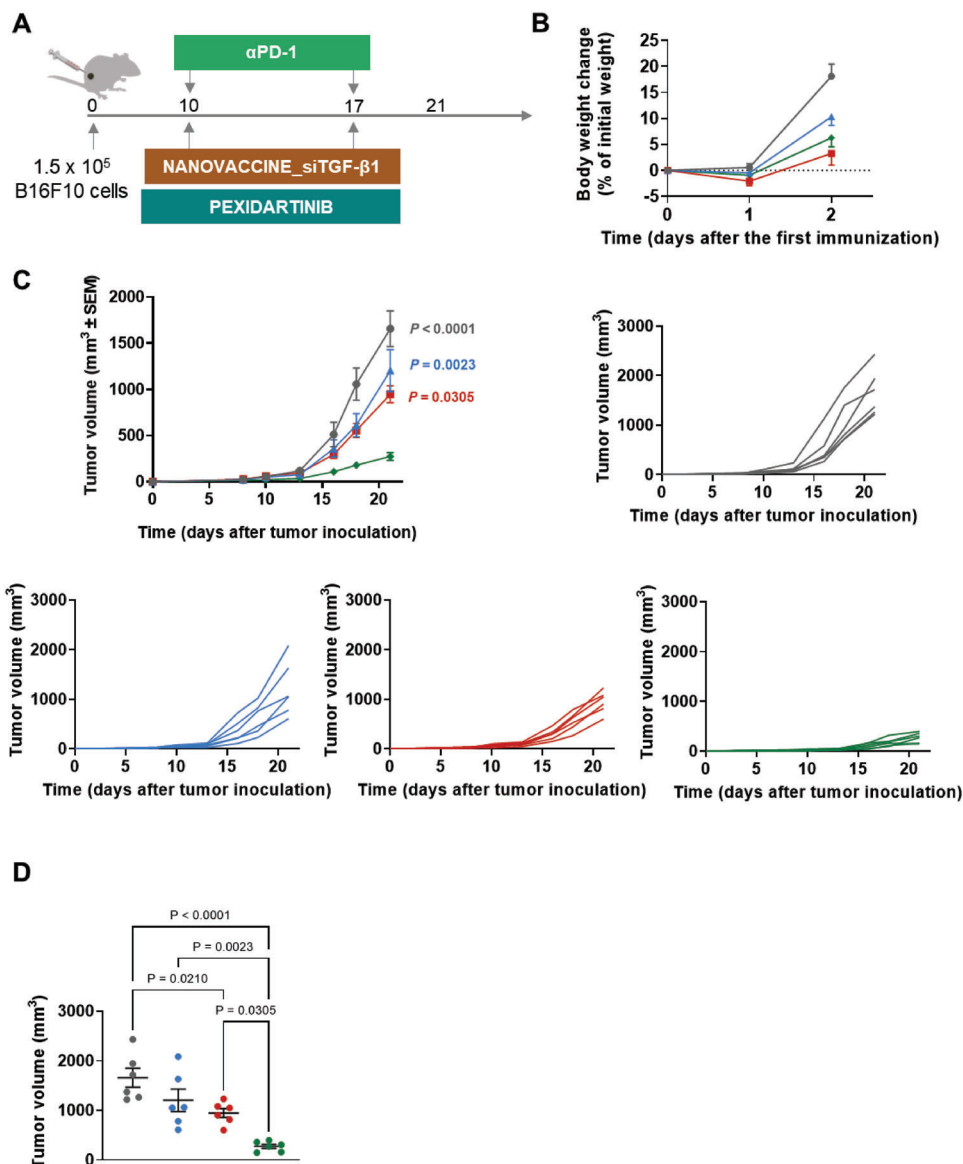 A
αPD-1
0
10
17
21
1.5 x 10⁵
B16F10 cells
NANOVACCINE_siTGF-β1
PEXIDARTINIB
B
Body weight change
(% of initial weight)
25
20
15
10
5
0
-5
0
1
2
Time (days after the first immunization)
C
Tumor volume (mm³ ± SEM)
2000
1500
1000
500
0
0
5
10
15
20
Time (days after tumor inoculation)
P < 0.0001
P = 0.0023
P = 0.0305
Tumor volume (mm³)
3000
2000
1000
0
0
5
10
15
20
Time (days after tumor inoculation)
Tumor volume (mm³)
3000
2000
1000
0
0
5
10
15
20
Time (days after tumor inoculation)
Tumor volume (mm³)
3000
2000
1000
0
0
5
10
15
20
Time (days after tumor inoculation)
Tumor volume (mm³)
3000
2000
1000
0
0
5
10
15
20
Time (days after tumor inoculation)
D
P < 0.0001
P = 0.0023
P = 0.0210
P = 0.0305
Tumor volume (mm³)
3000
2000
1000
0